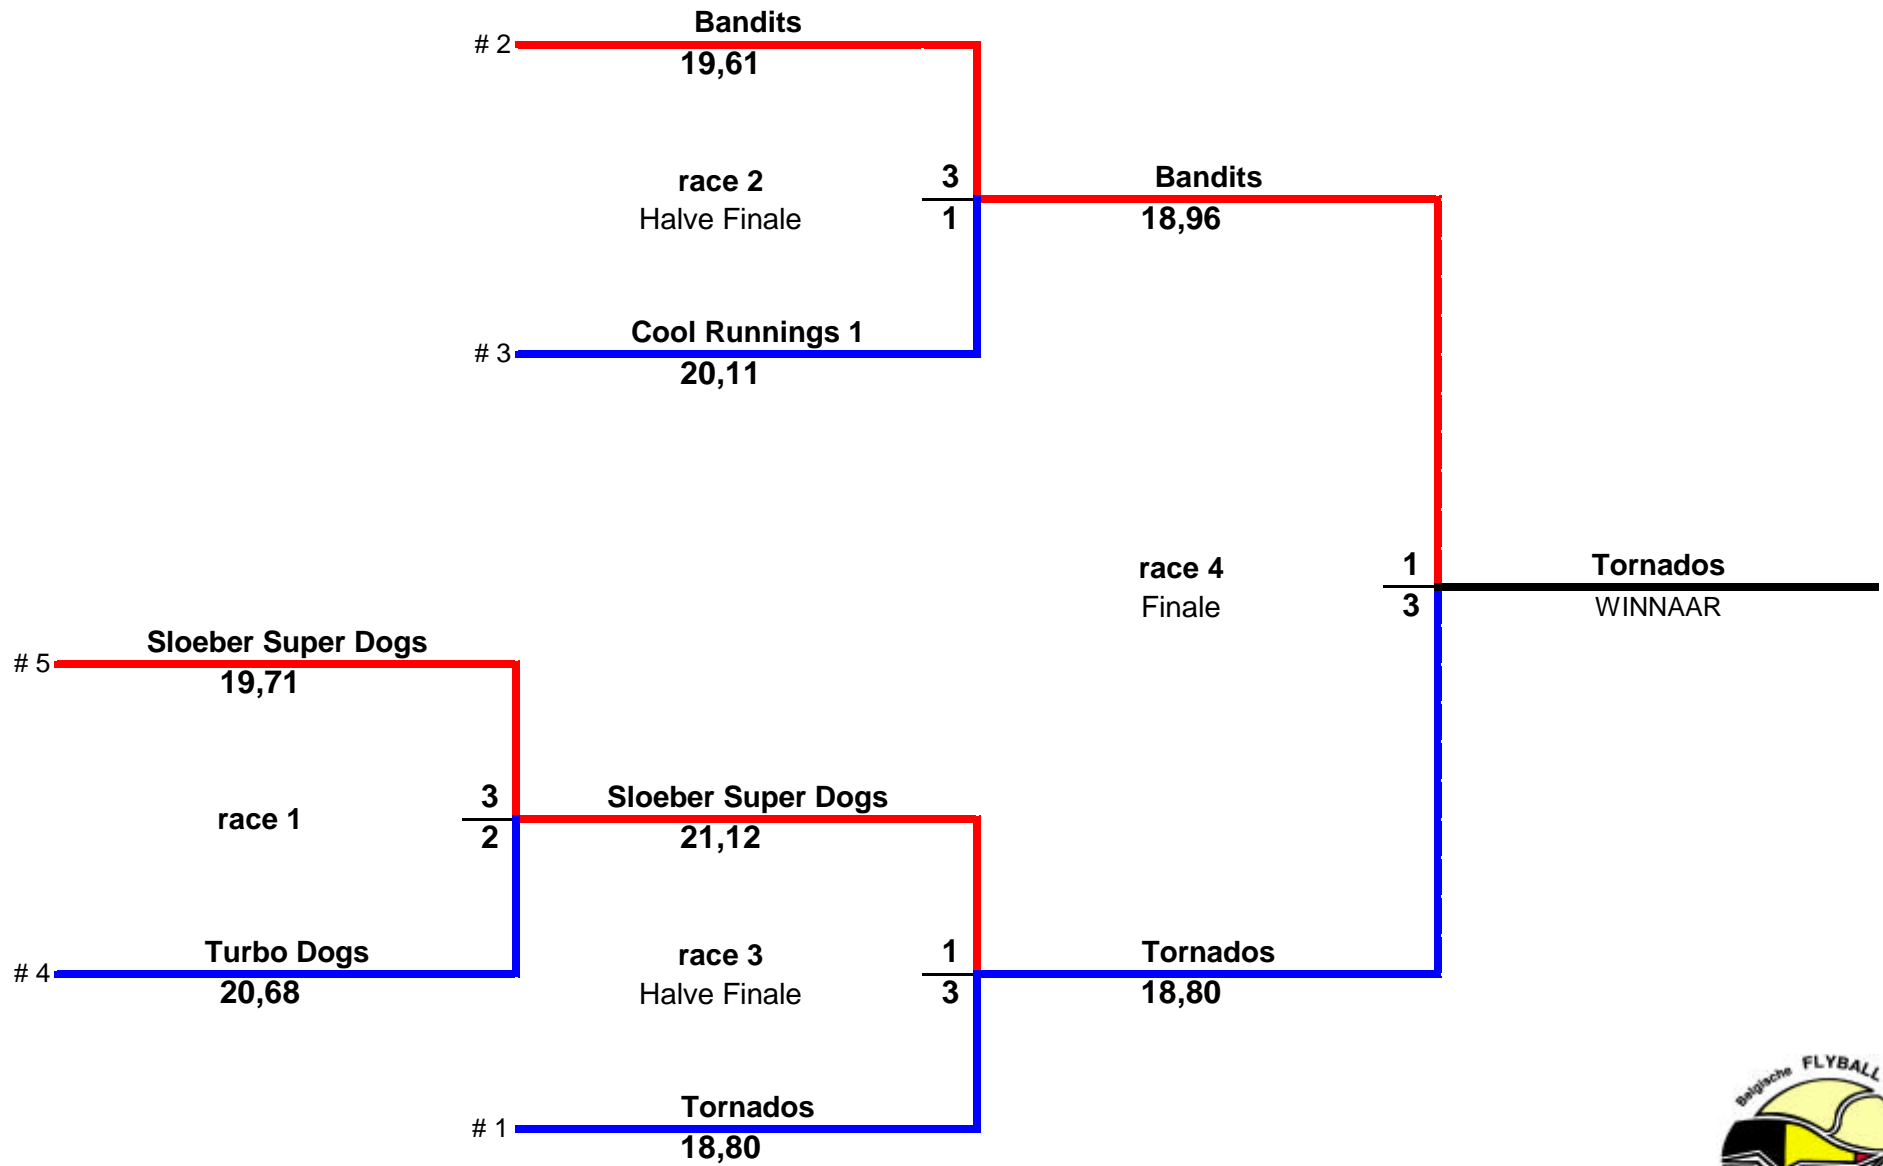 Bandits
# 2
19,61
race 2
Halve Finale
3
1
Bandits
18,96
Cool Runnings 1
# 3
20,11
race 4
Finale
1
3
Tornados
WINNAAR
Sloeber Super Dogs
# 5
19,71
race 1
3
2
Sloeber Super Dogs
21,12
Turbo Dogs
# 4
20,68
race 3
Halve Finale
1
3
Tornados
18,80
Tornados
# 1
18,80
Belgische FLYBALL